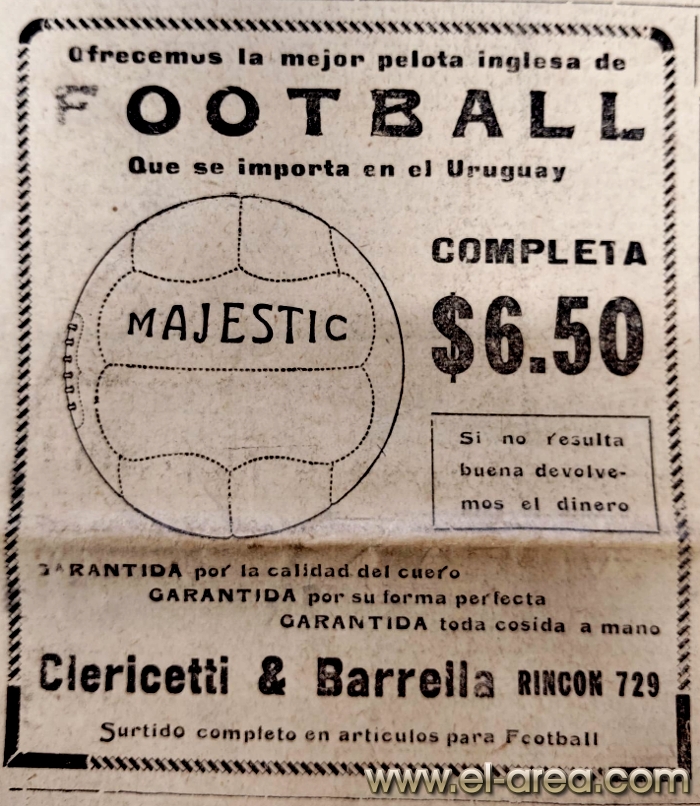 Ofrecemos la mejor pelota inglesa de
FOOTBALL
Que se importa en el Uruguay
MAJESTIC
COMPLETA
$6.50
Si no resulta
buena devolve-
mos el dinero
GARANTIDA por la calidad del cuero
GARANTIDA por su forma perfecta
GARANTIDA toda cosida a mano
Clericetti & Barrella RINCON 729
Surtido completo en articulos para Football
www.el-area.com